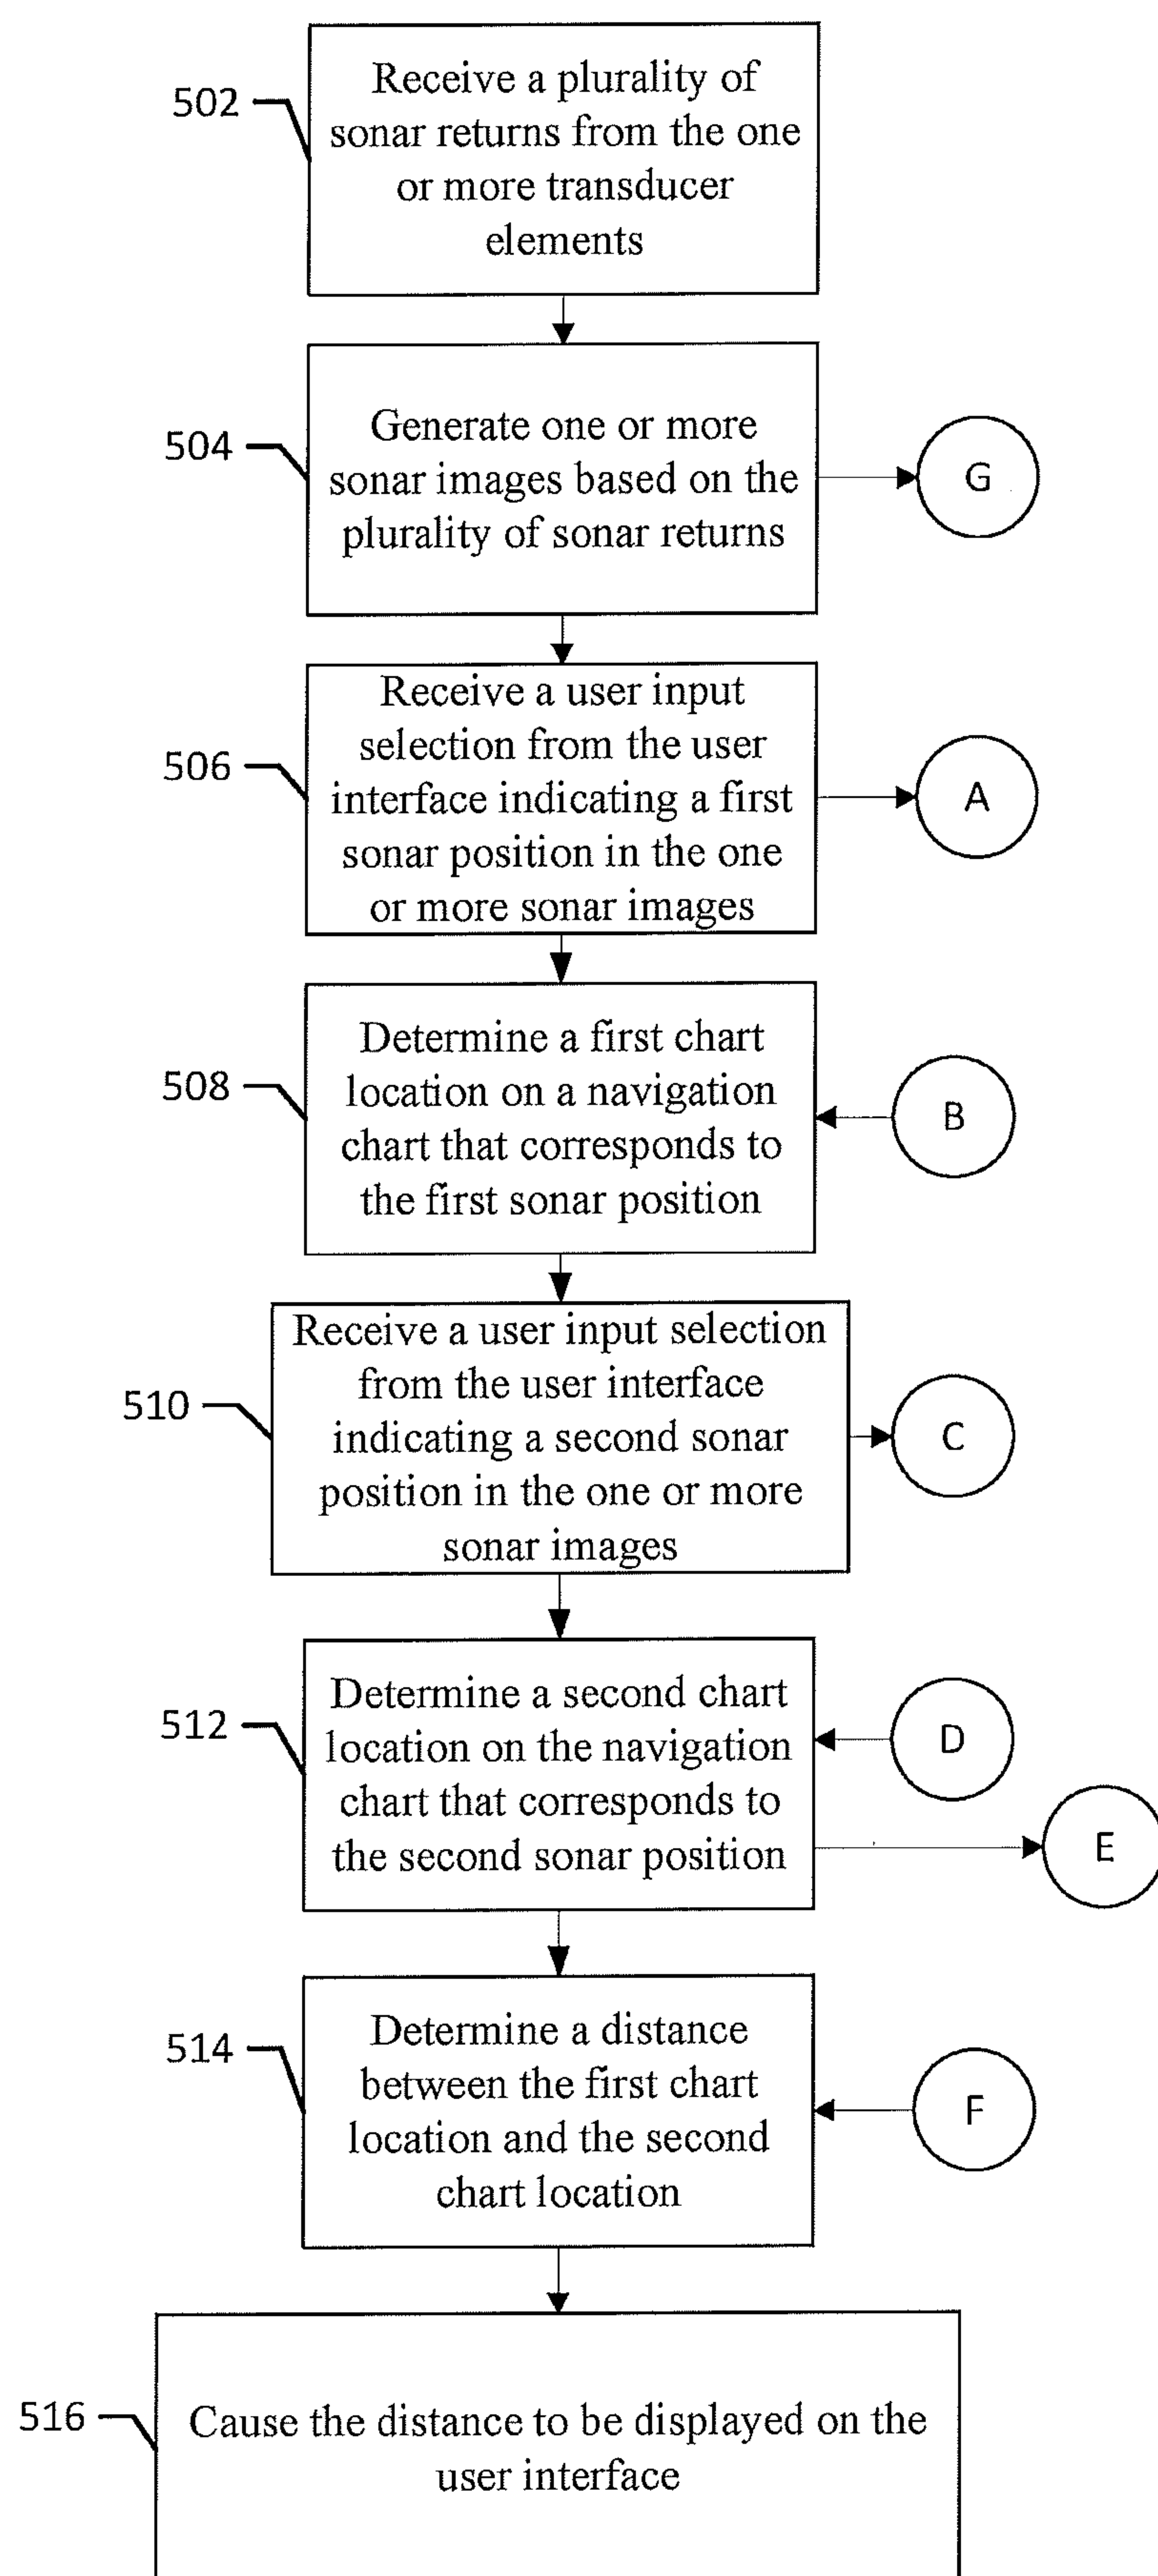 502
Receive a plurality of
sonar returns from the one
or more transducer
elements
504
Generate one or more
sonar images based on the
plurality of sonar returns
G
506
Receive a user input
selection from the user
interface indicating a first
sonar position in the one
or more sonar images
A
508
Determine a first chart
location on a navigation
chart that corresponds to
the first sonar position
B
510
Receive a user input selection
from the user interface
indicating a second sonar
position in the one or more
sonar images
C
512
Determine a second chart
location on the navigation
chart that corresponds to
the second sonar position
D
E
514
Determine a distance
between the first chart
location and the second
chart location
F
516
Cause the distance to be displayed on the
user interface